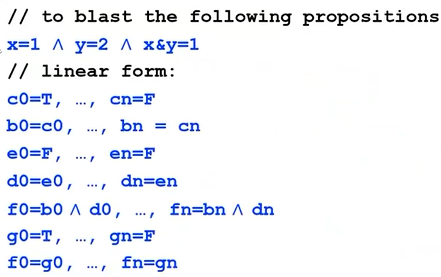 // to blast the following propositions
x=1 ∧ y=2 ∧ x&y=1
// linear form:
c0=T, …, cn=F
b0=c0, …, bn = cn
e0=F, …, en=F
d0=e0, …, dn=en
f0=b0 ∧ d0, …, fn=bn ∧ dn
g0=T, …, gn=F
f0=g0, …, fn=gn